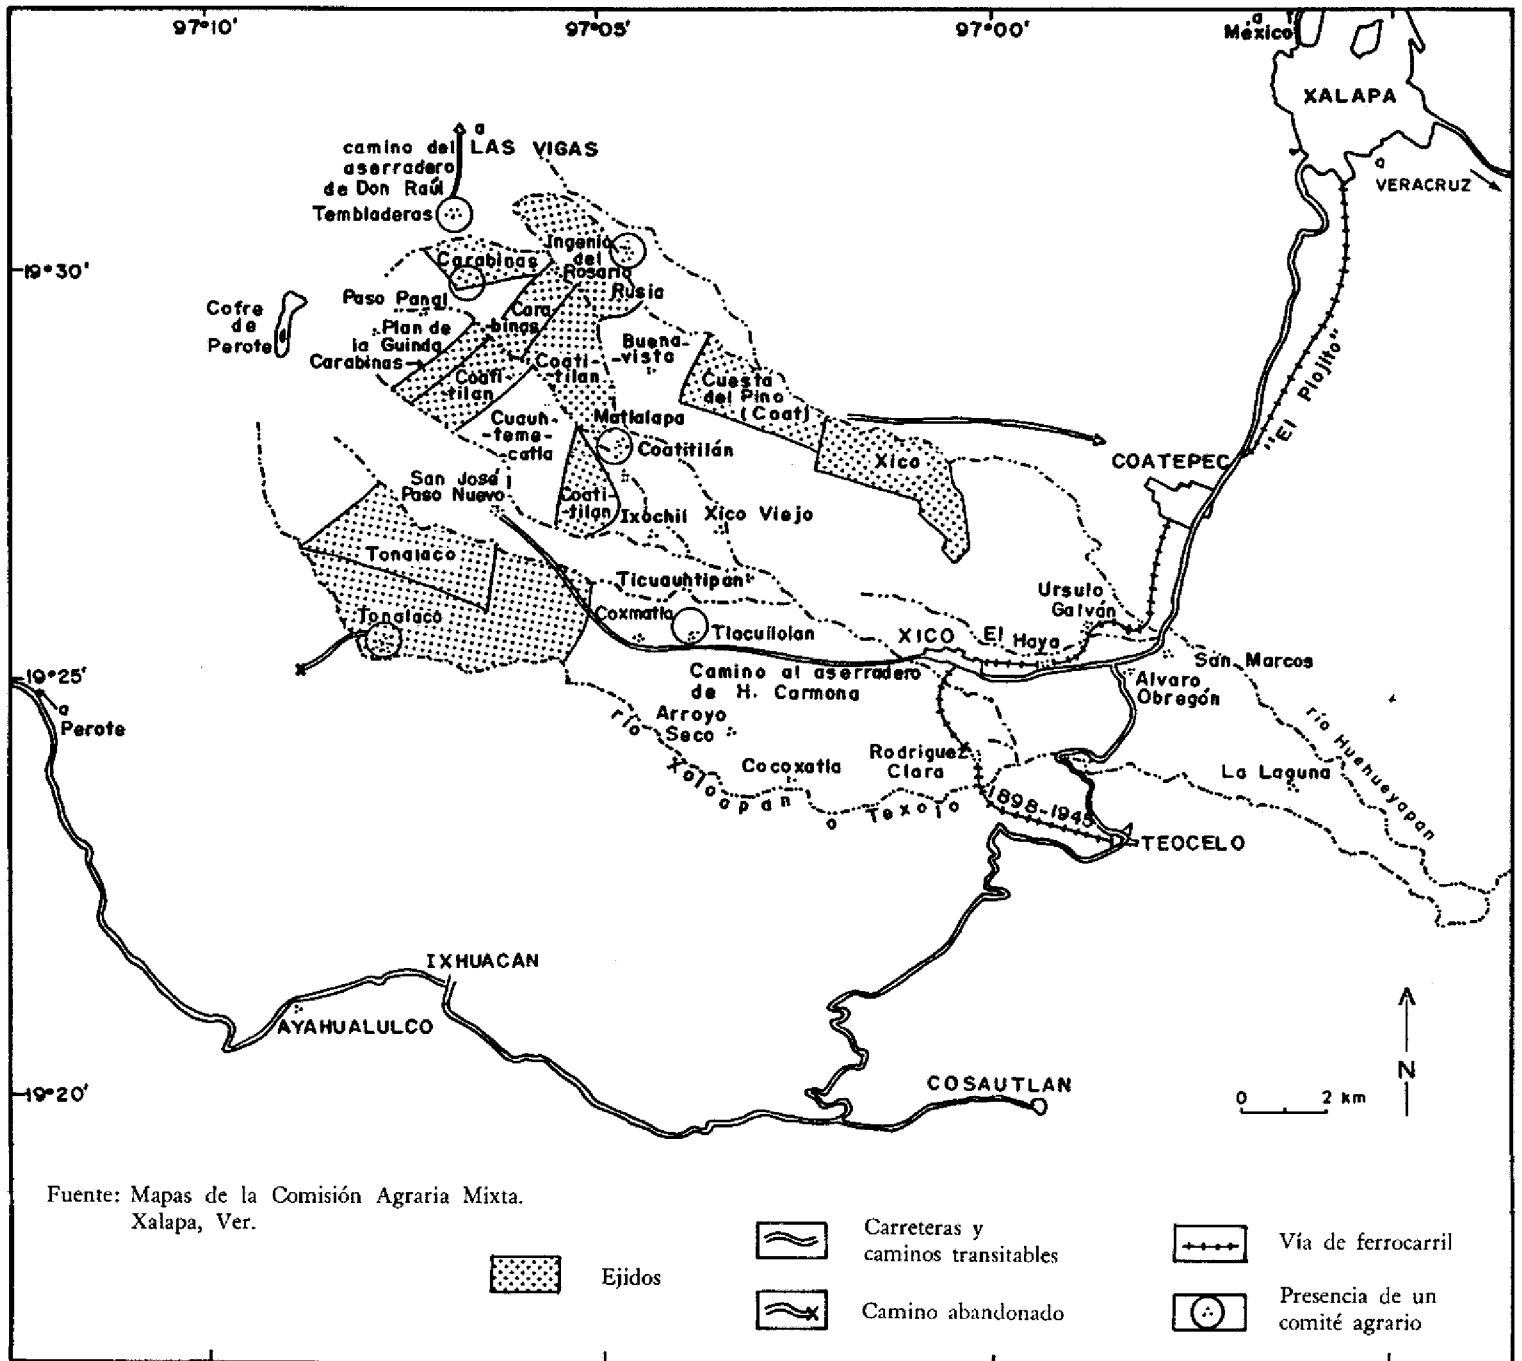 97°10'
97°05'
97°00'
a
México
XALAPA
a
LAS VIGAS
camino del
aserradero
de Don Raúl
Tembladeras
a
VERACRUZ
19°30'
Carabinas
Ingenio
del
Rosario
Rusia
Paso Panal
Cofre
de
Perote
Plan de
la Guinda
Carabinas
Cara
-binas
Coati-
-tilan
Coati-
-tilan
Buena-
-vista
Cuesta
del Pino
(Coat)
"El Piojito"
Cuauh-
-teme-
-catla
Matlalapa
Coatitilán
Xico
COATEPEC
San José
Paso Nuevo
Coati-
-tilan
Ixochil
Xico Viejo
Tonalaco
Ticuauhtipan
Ursulo
Galván
Tonalaco
Coxmatla
Tlacuilolan
XICO
El Haya
San Marcos
19°25'
Camino al aserradero
de H. Carmona
Alvaro
Obregón
a
Perote
Arroyo
Seco
río Xoloapan o Texolo
Cocoxatla
Rodríguez
Clara
río Huehueyapan
La Laguna
1898-1945
TEOCELO
IXHUACAN
AYAHUALULCO
N
19°20'
COSAUTLAN
0 2 km
Fuente: Mapas de la Comisión Agraria Mixta.
Xalapa, Ver.
Ejidos
Carreteras y
caminos transitables
Camino abandonado
Vía de ferrocarril
Presencia de un
comité agrario